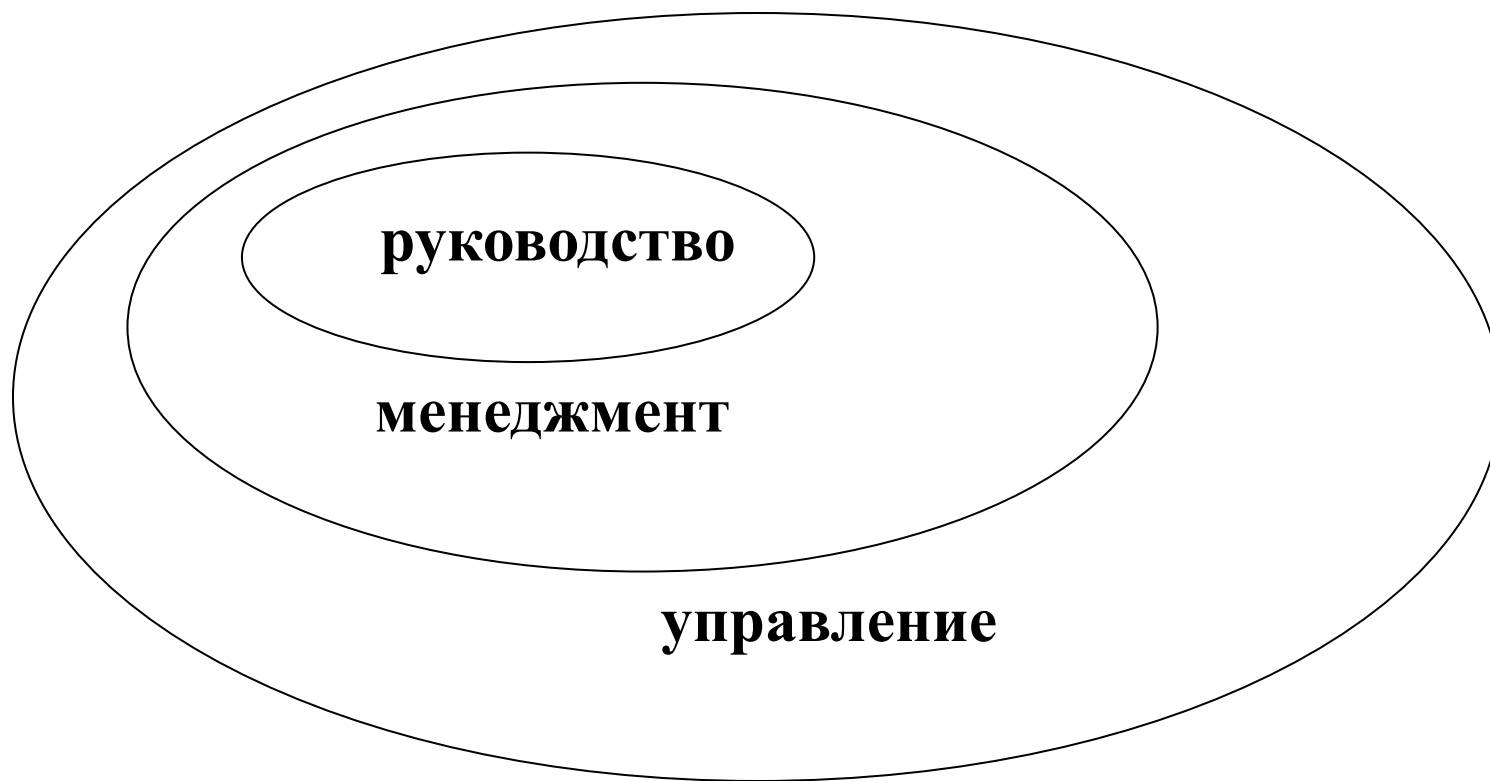 руководство
менеджмент
управление